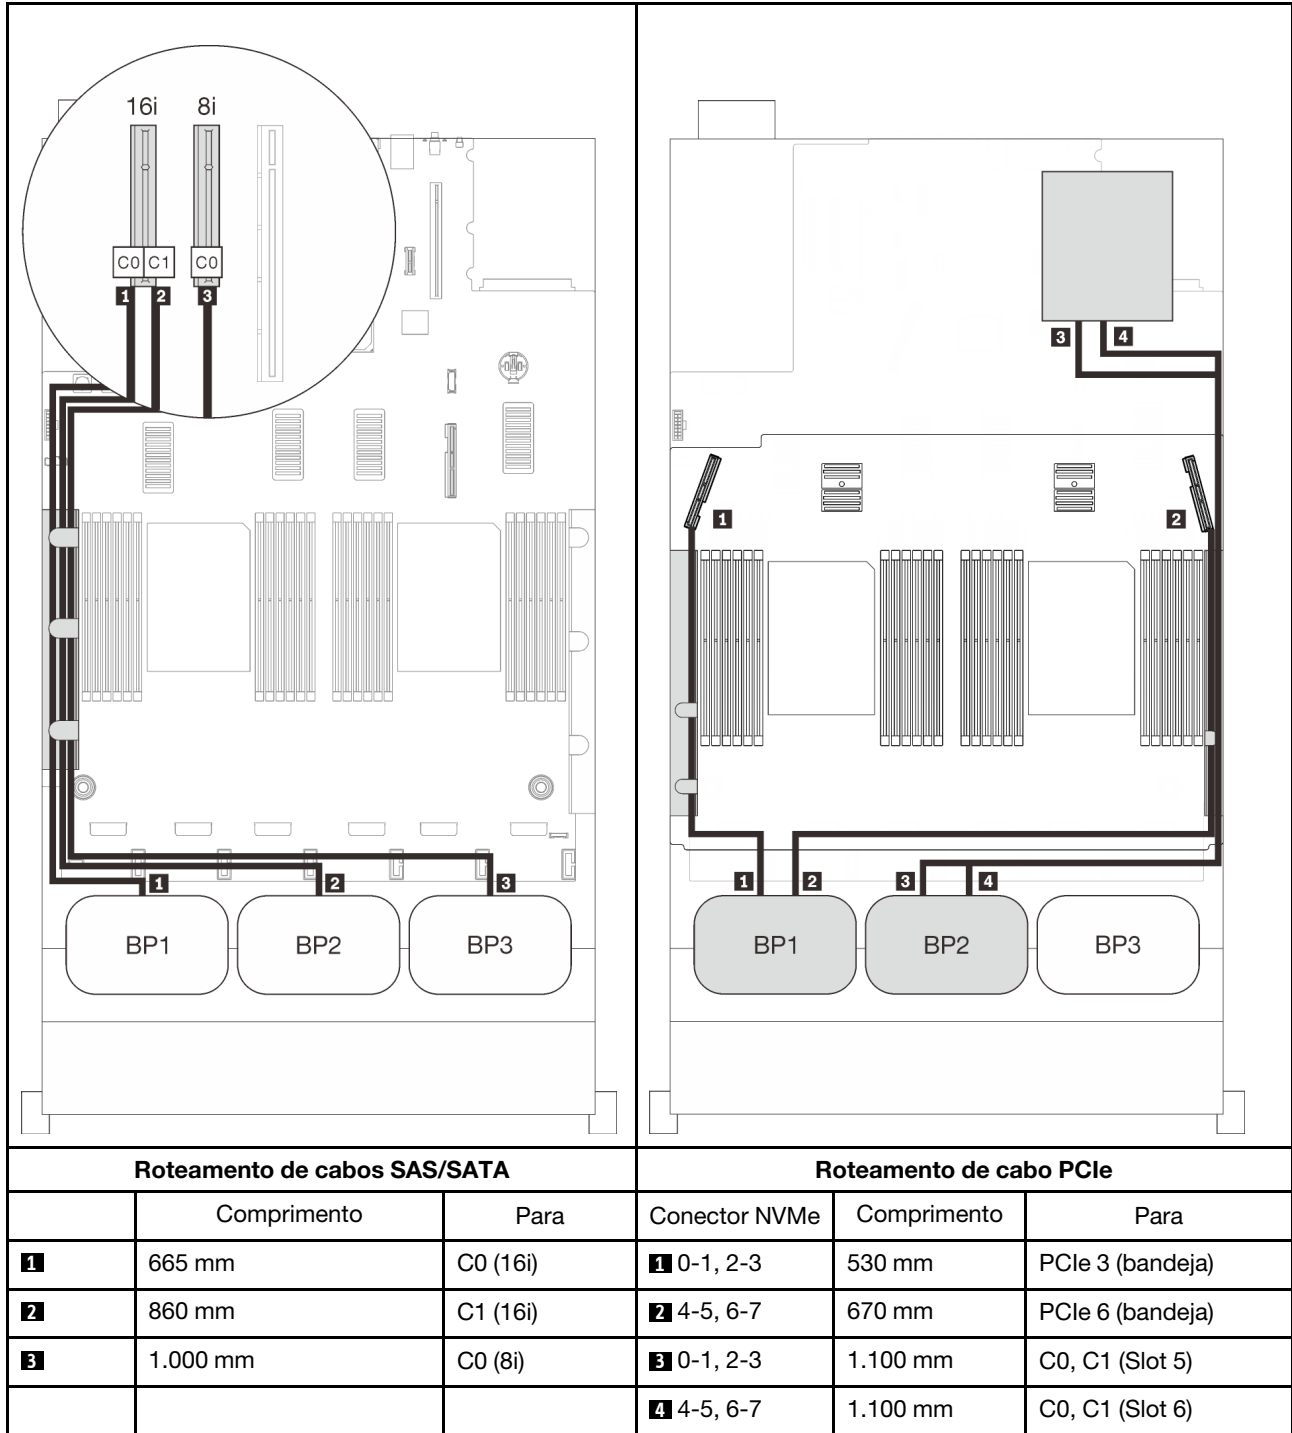 16i 8i
C0 C1 C0
1 2 3
3 4
1 2
1 2 3
1 2 3 4
BP1 BP2 BP3
BP1 BP2 BP3
Roteamento de cabos SAS/SATA
Roteamento de cabo PCIe
Comprimento Para Conector NVMe Comprimento Para
1 665 mm C0 (16i) 1 0-1, 2-3 530 mm PCIe 3 (bandeja)
2 860 mm C1 (16i) 2 4-5, 6-7 670 mm PCIe 6 (bandeja)
3 1.000 mm C0 (8i) 3 0-1, 2-3 1.100 mm C0, C1 (Slot 5)
4 4-5, 6-7 1.100 mm C0, C1 (Slot 6)